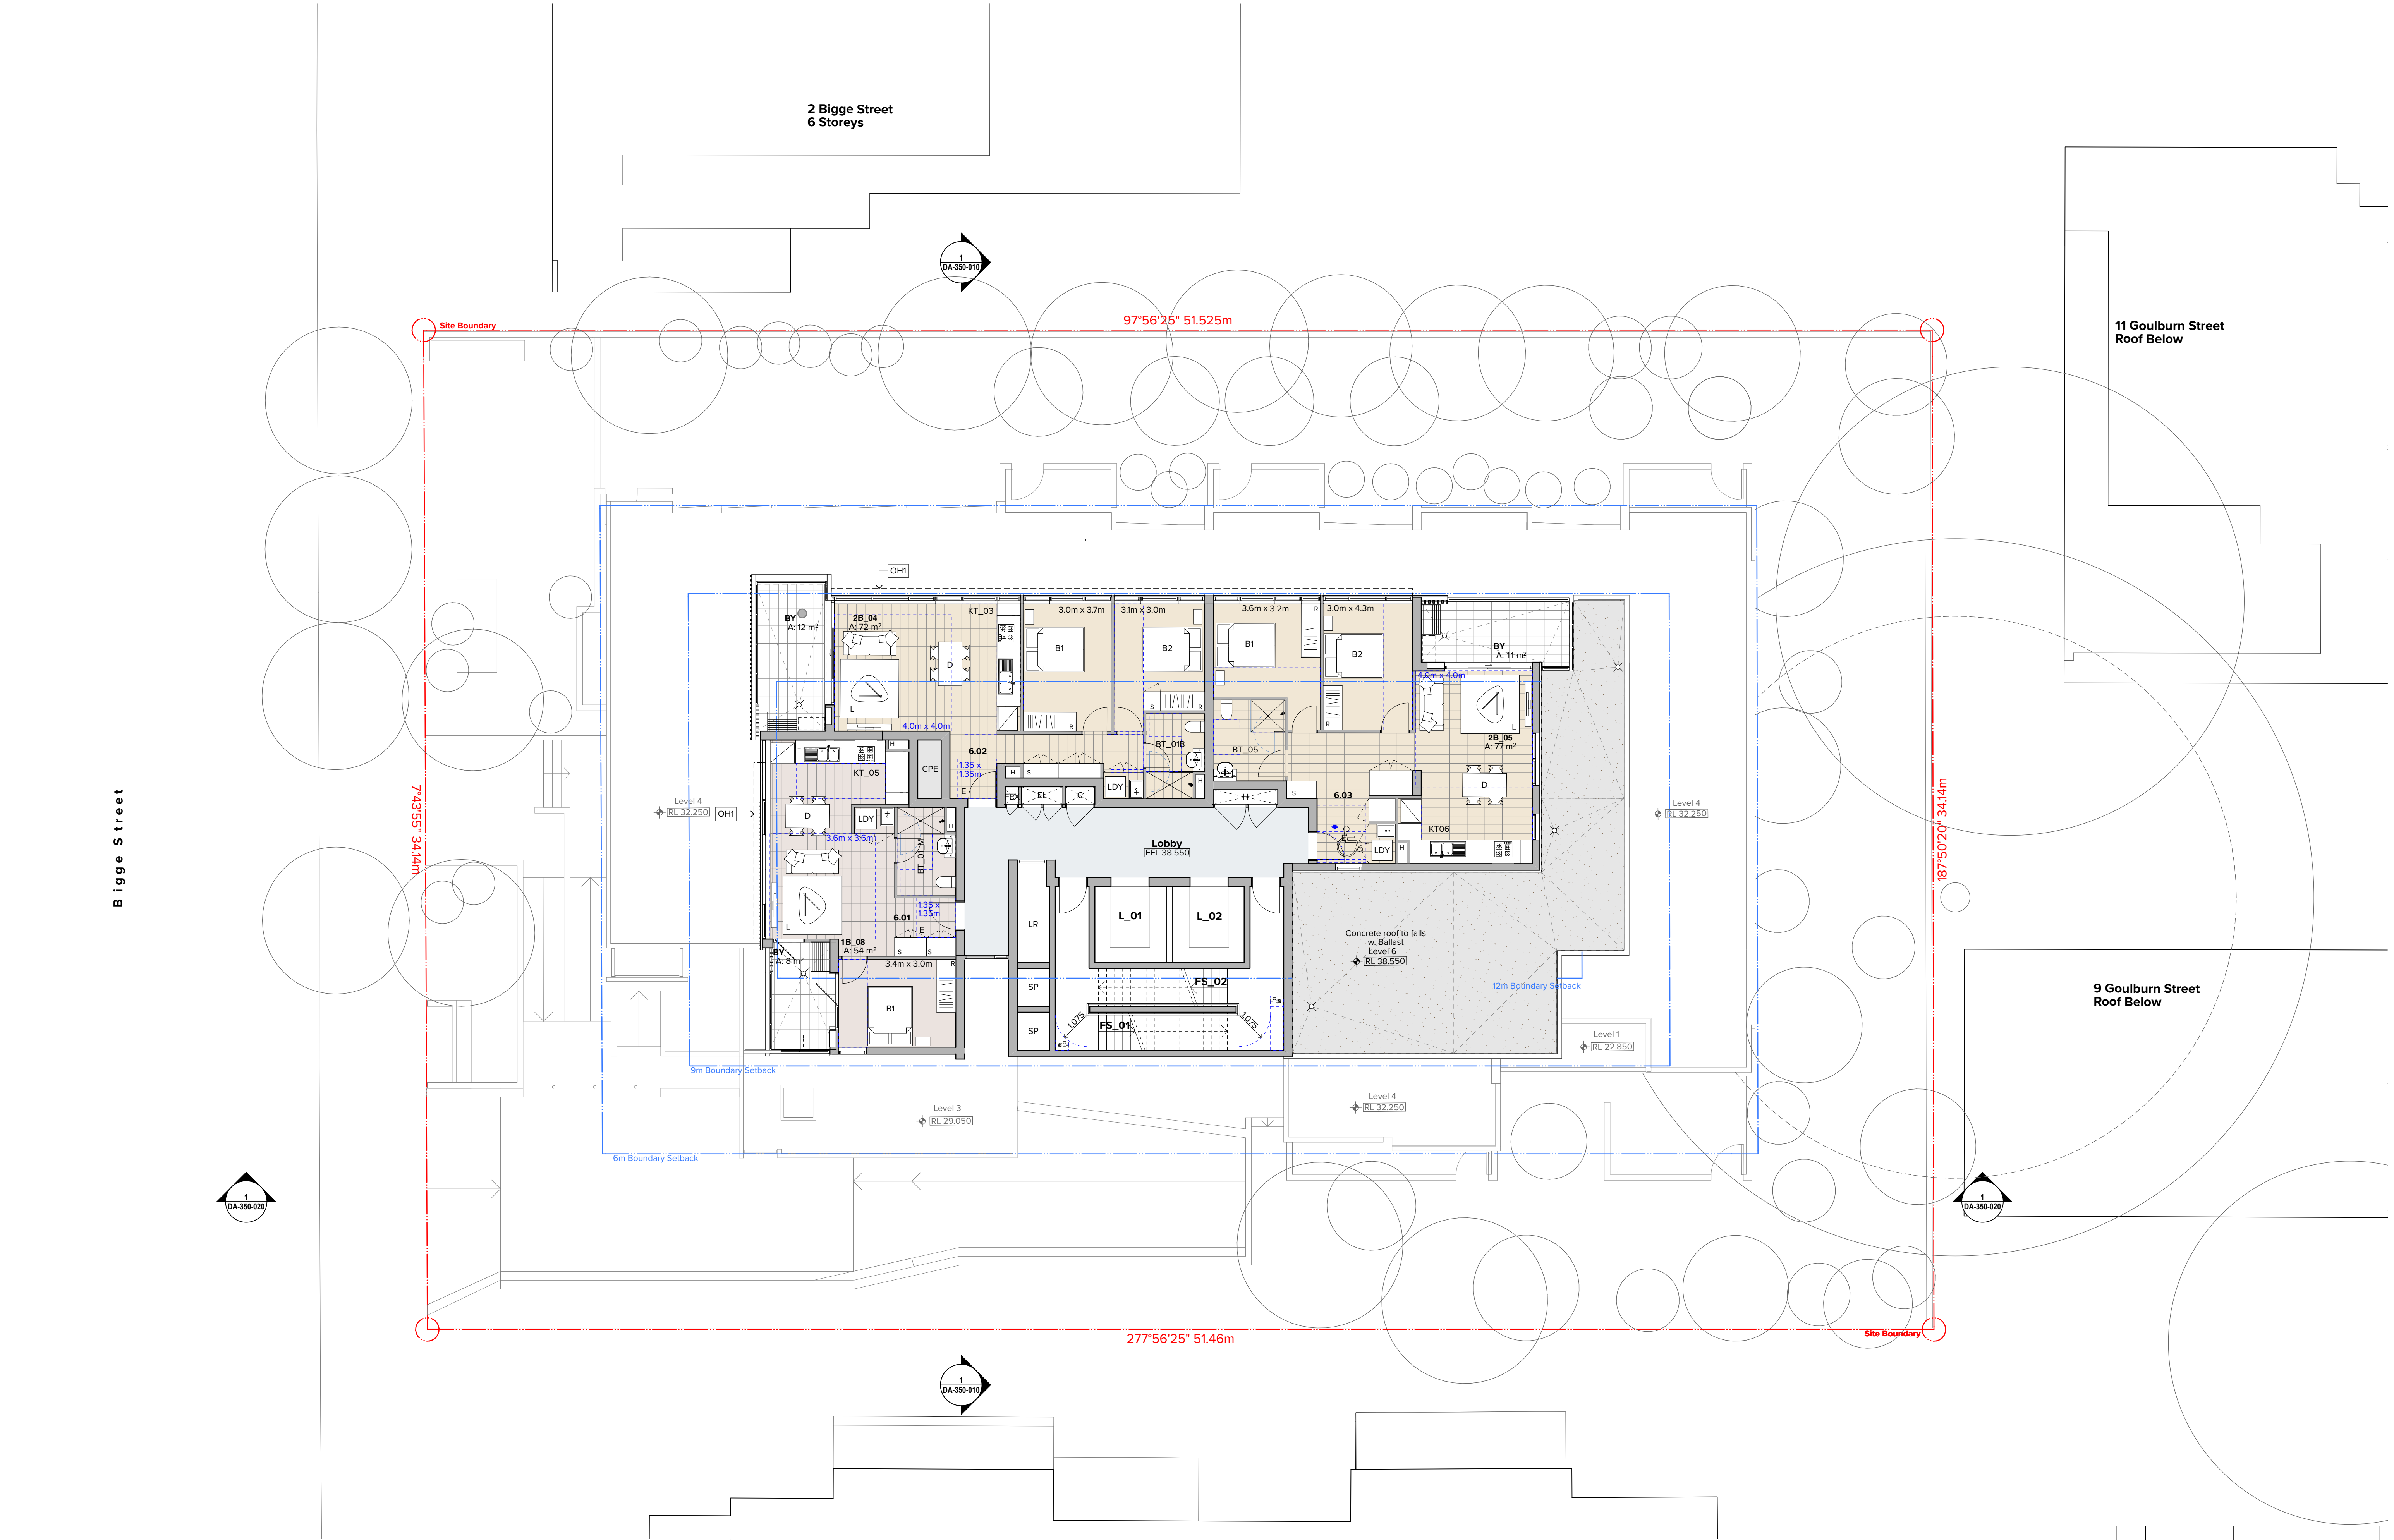 2 Bigge Street
6 Storeys
1
DA-350-010
Site Boundary
97°56'25" 51.525m
11 Goulburn Street
Roof Below
OH1
BY
A: 12 m²
2B_04
A: 72 m²
KT_03
3.0m x 3.7m
3.1m x 3.0m
3.6m x 3.2m
R
3.0m x 4.3m
B1
B2
B1
B2
D
BY
A: 11 m²
4.0m x 4.0m
L
L
4.0m x 4.0m
R
S
R
R
2B_05
A: 77 m²
H
KT_05
CPE
6.02
1.35 x
1.35m
E
BT_01B
BT_05
H
S
LDY
H
FEX
EL
C
H
S
6.03
D
Bigge Street
7°43'55" 34.14m
187°50'20" 34.14m
Level 4
RL 32.250
OH1
D
LDY
H
3.6m x 3.6m
BT_01_M
Lobby
FFL 38.550
E
KT06
LDY
H
Level 4
RL 32.250
L
1.35 x
1.35m
6.01
E
S
S
1B_08
A: 54 m²
BY
A: 8 m²
3.4m x 3.0m
R
B1
LR
SP
SP
L_01
L_02
FS_02
FS_01
1,075
1,075
Concrete roof to falls
w. Ballast
Level 6
RL 38.550
12m Boundary Setback
9 Goulburn Street
Roof Below
Level 1
RL 22.850
9m Boundary Setback
Level 3
RL 29.050
Level 4
RL 32.250
6m Boundary Setback
1
DA-350-020
1
DA-350-020
277°56'25" 51.46m
Site Boundary
1
DA-350-010